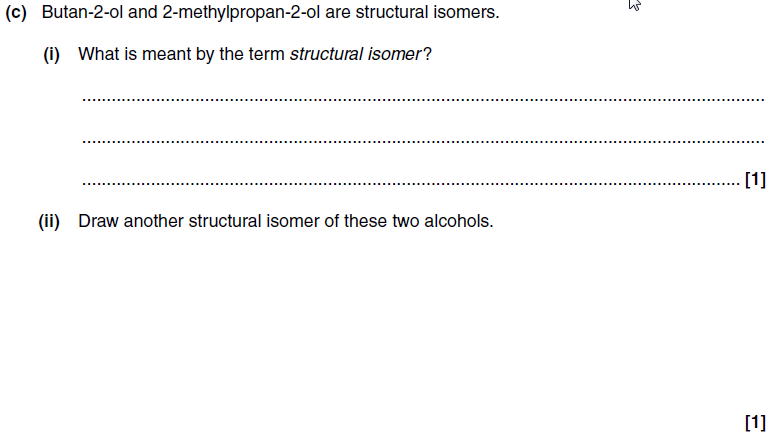 (c) Butan-2-ol and 2-methylpropan-2-ol are structural isomers.
(i) What is meant by the term structural isomer?
..........................................................................................................................................
..........................................................................................................................................
..................................................................................................................................... [1]
(ii) Draw another structural isomer of these two alcohols.
[1]